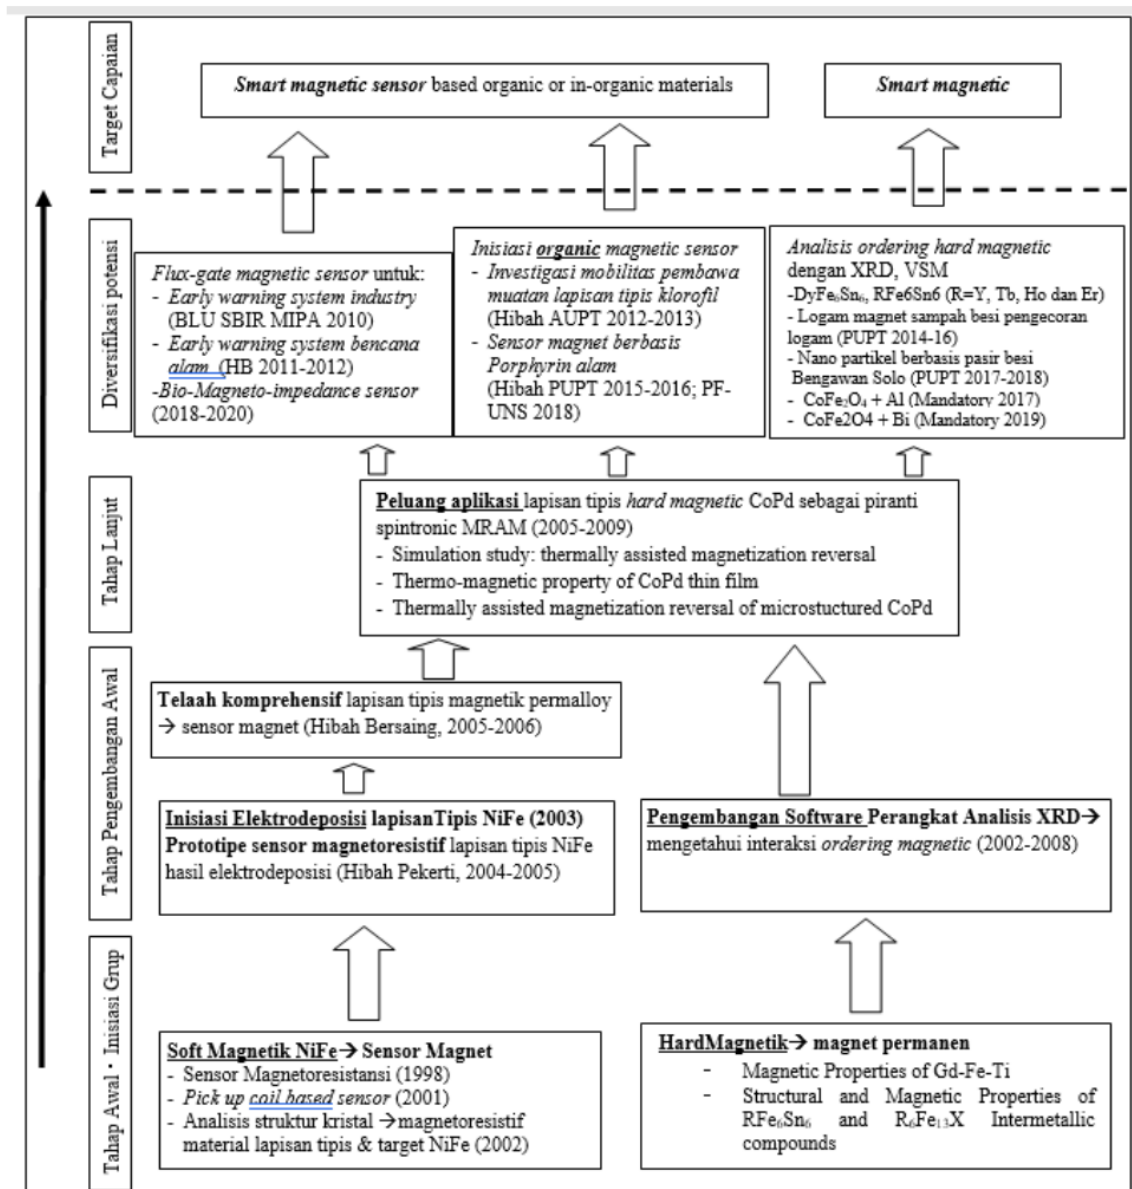 Target Capaian
Smart magnetic sensor based organic or in-organic materials
Smart magnetic
Diversifikasi potensi
Flux-gate magnetic sensor untuk:
- Early warning system industry
(BLU SBIR MIPA 2010)
- Early warning system bencana
alam (HB 2011-2012)
-Bio-Magneto-impedance sensor
(2018-2020)
Inisiasi organic magnetic sensor
- Investigasi mobilitas pembawa
muatan lapisan tipis klorofil
(Hibah AUPT 2012-2013)
- Sensor magnet berbasis
Porphyrin alam
(Hibah PUPT 2015-2016; PF-
UNS 2018)
Analisis ordering hard magnetic
dengan XRD, VSM
-DyFe₆Sn₆, RFe6Sn6 (R=Y, Tb, Ho dan Er)
- Logam magnet sampah besi pengecoran
logam (PUPT 2014-16)
- Nano partikel berbasis pasir besi
Bengawan Solo (PUPT 2017-2018)
- CoFe₂O₄ + Al (Mandatory 2017)
- CoFe2O4 + Bi (Mandatory 2019)
Tahap Lanjut
Peluang aplikasi lapisan tipis hard magnetic CoPd sebagai piranti
spintronic MRAM (2005-2009)
- Simulation study: thermally assisted magnetization reversal
- Thermo-magnetic property of CoPd thin film
- Thermally assisted magnetization reversal of microstuctured CoPd
Tahap Pengembangan Awal
Telaah komprehensif lapisan tipis magnetik permalloy
→ sensor magnet (Hibah Bersaing, 2005-2006)
Inisiasi Elektrodeposisi lapisanTipis NiFe (2003)
Prototipe sensor magnetoresistif lapisan tipis NiFe
hasil elektrodeposisi (Hibah Pekerti, 2004-2005)
Pengembangan Software Perangkat Analisis XRD→
mengetahui interaksi ordering magnetic (2002-2008)
Tahap Awal · Inisiasi Grup
Soft Magnetik NiFe→ Sensor Magnet
- Sensor Magnetoresistansi (1998)
- Pick up coil based sensor (2001)
- Analisis struktur kristal →magnetoresistif
material lapisan tipis & target NiFe (2002)
HardMagnetik→ magnet permanen
- Magnetic Properties of Gd-Fe-Ti
- Structural and Magnetic Properties of
RFe₆Sn₆ and R₆Fe₁₃X Intermetallic
compounds